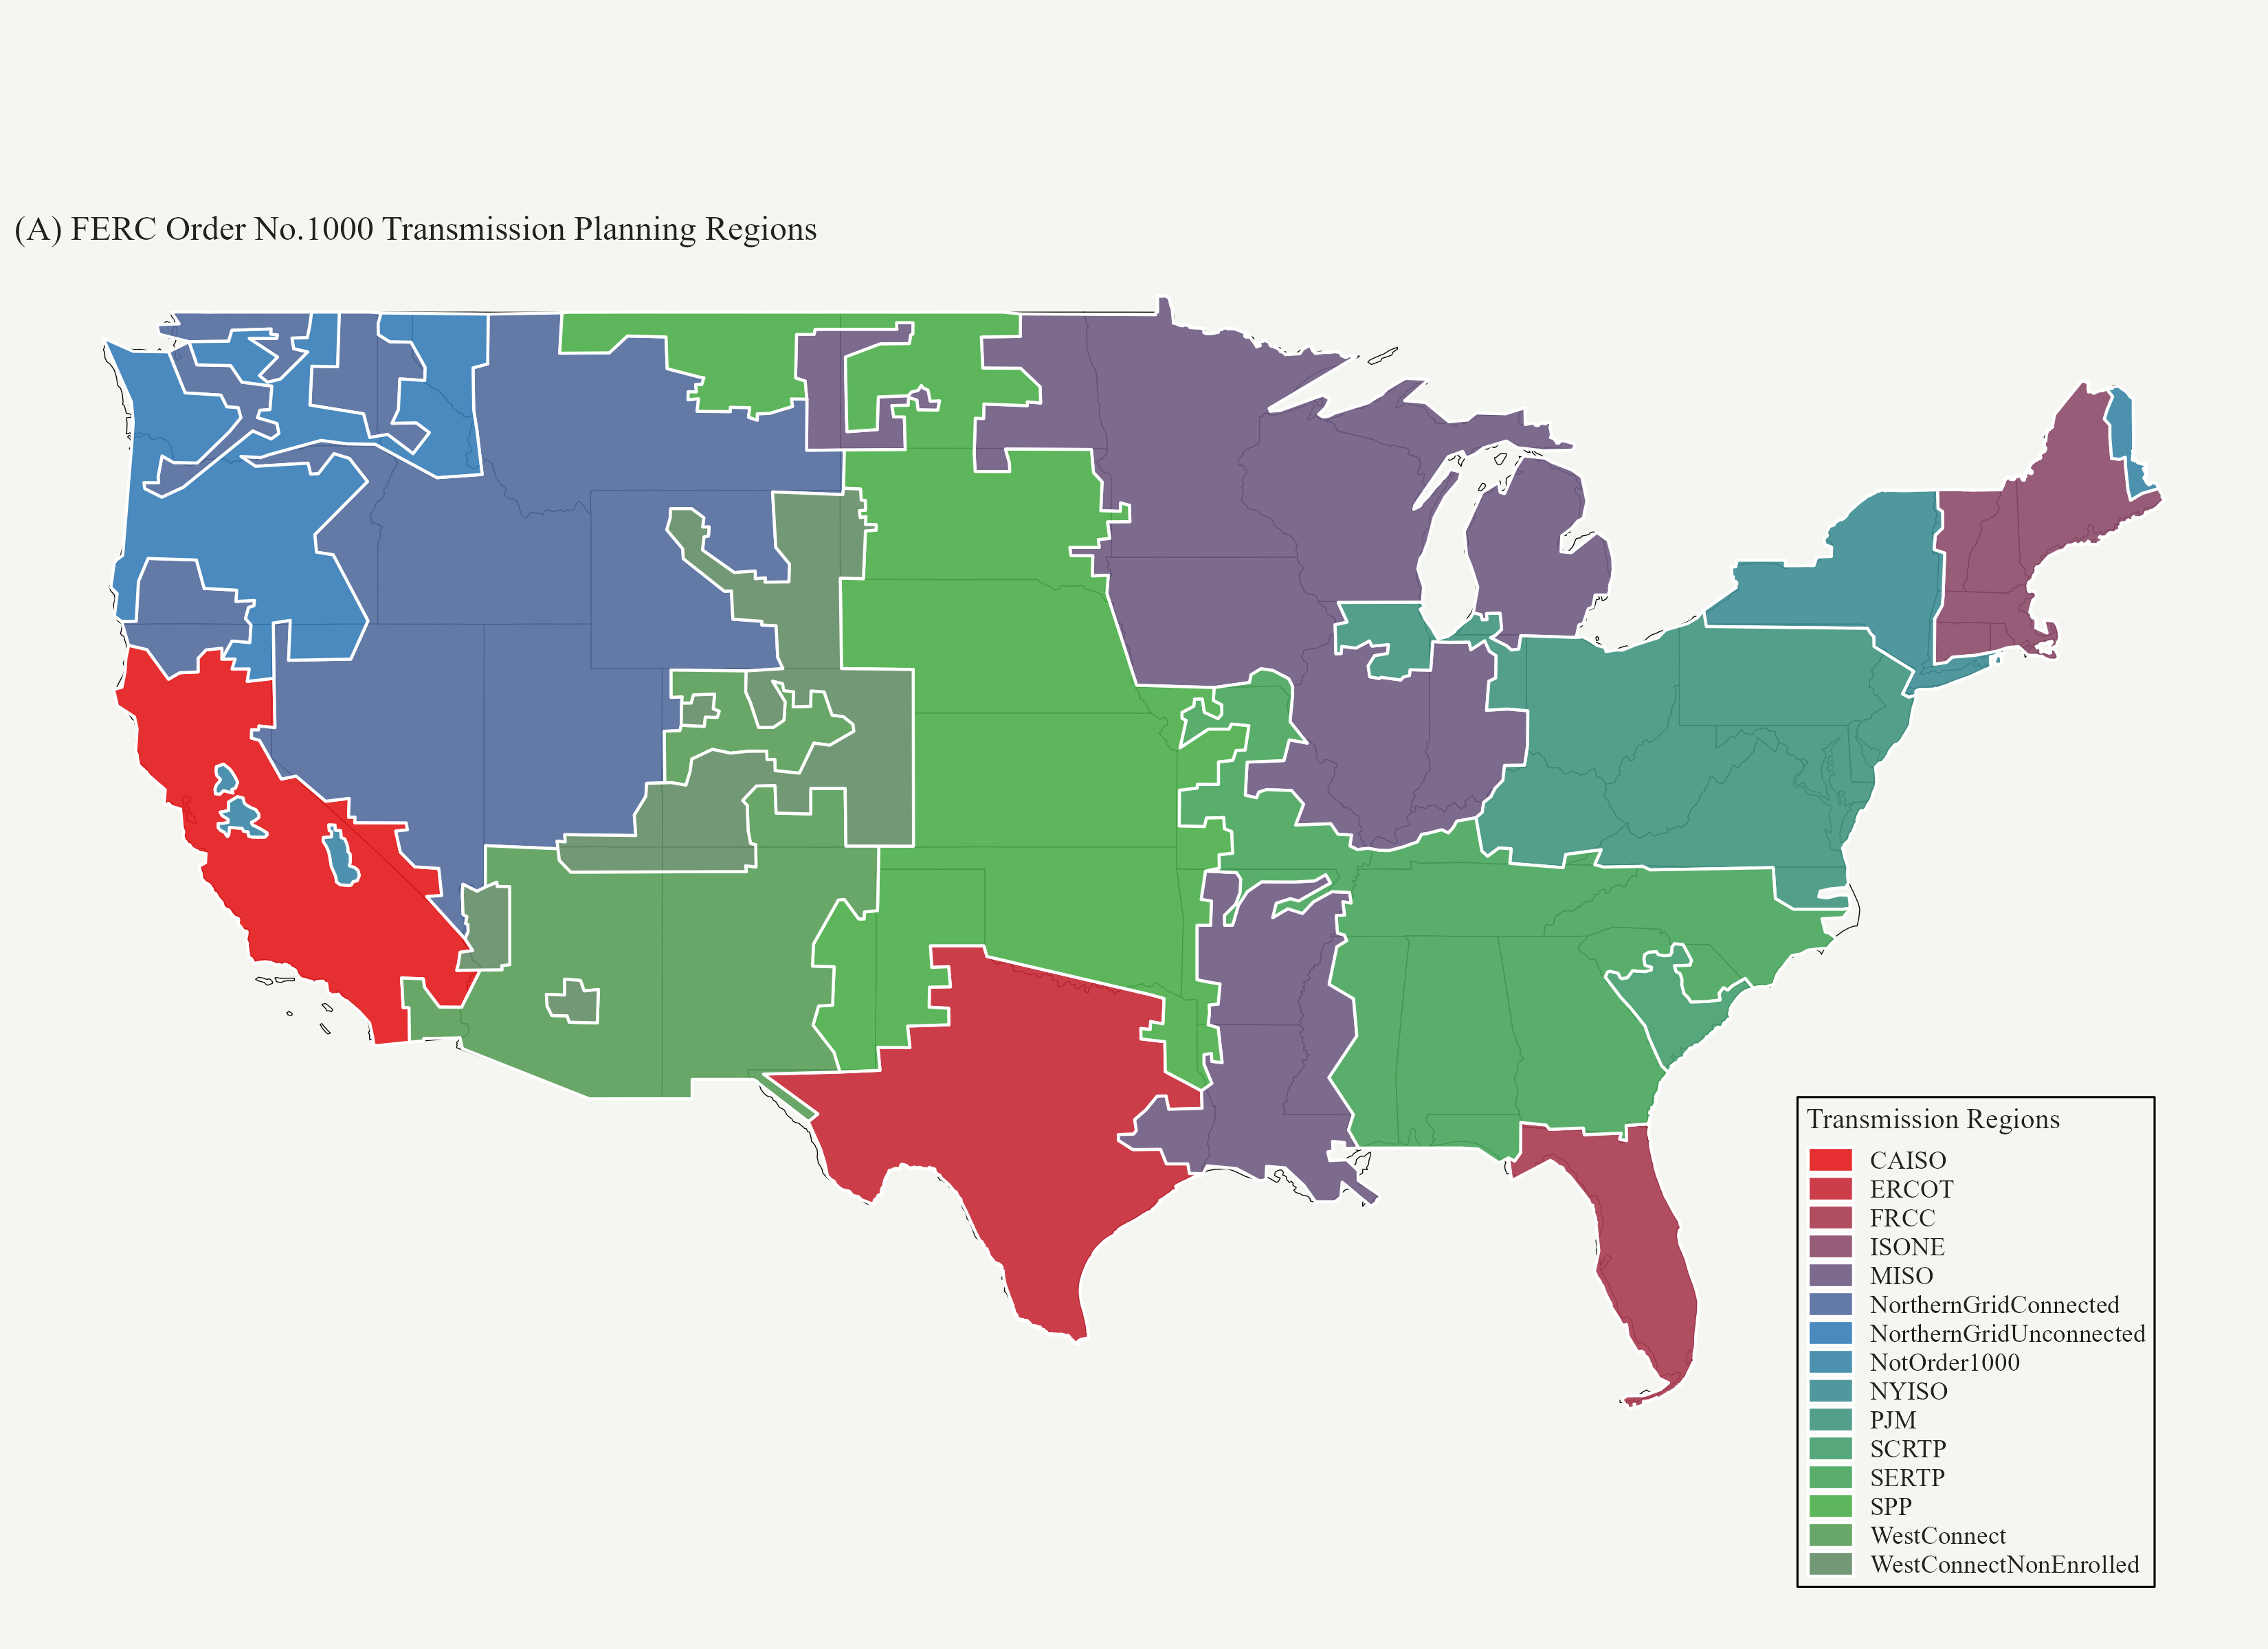 (A) FERC Order No.1000 Transmission Planning Regions
Transmission Regions
CAISO
ERCOT
FRCC
ISONE
MISO
NorthernGridConnected
NorthernGridUnconnected
NotOrder1000
NYISO
PJM
SCRTP
SERTP
SPP
WestConnect
WestConnectNonEnrolled